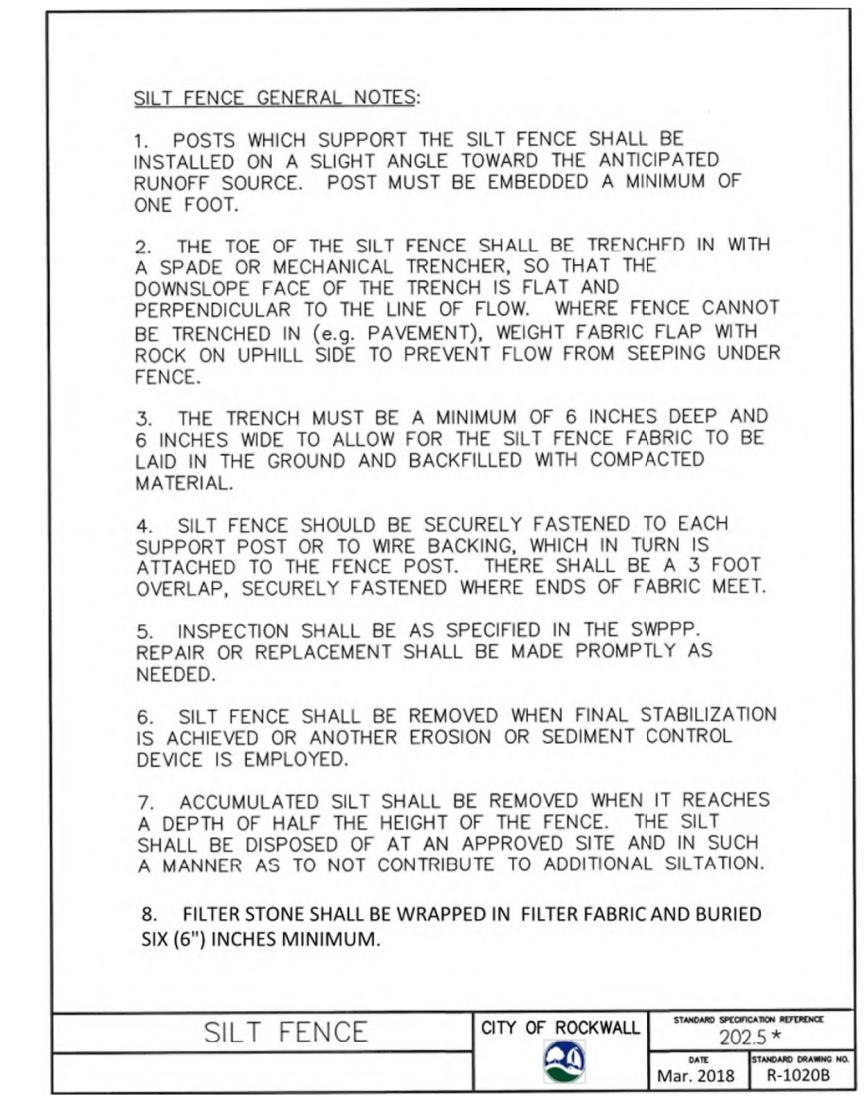 SILT FENCE GENERAL NOTES:
1. POSTS WHICH SUPPORT THE SILT FENCE SHALL BE
INSTALLED ON A SLIGHT ANGLE TOWARD THE ANTICIPATED
RUNOFF SOURCE. POST MUST BE EMBEDDED A MINIMUM OF
ONE FOOT.
2. THE TOE OF THE SILT FENCE SHALL BE TRENCHED IN WITH
A SPADE OR MECHANICAL TRENCHER, SO THAT THE
DOWNSLOPE FACE OF THE TRENCH IS FLAT AND
PERPENDICULAR TO THE LINE OF FLOW. WHERE FENCE CANNOT
BE TRENCHED IN (e.g. PAVEMENT), WEIGHT FABRIC FLAP WITH
ROCK ON UPHILL SIDE TO PREVENT FLOW FROM SEEPING UNDER
FENCE.
3. THE TRENCH MUST BE A MINIMUM OF 6 INCHES DEEP AND
6 INCHES WIDE TO ALLOW FOR THE SILT FENCE FABRIC TO BE
LAID IN THE GROUND AND BACKFILLED WITH COMPACTED
MATERIAL.
4. SILT FENCE SHOULD BE SECURELY FASTENED TO EACH
SUPPORT POST OR TO WIRE BACKING, WHICH IN TURN IS
ATTACHED TO THE FENCE POST. THERE SHALL BE A 3 FOOT
OVERLAP, SECURELY FASTENED WHERE ENDS OF FABRIC MEET.
5. INSPECTION SHALL BE AS SPECIFIED IN THE SWPPP.
REPAIR OR REPLACEMENT SHALL BE MADE PROMPTLY AS
NEEDED.
6. SILT FENCE SHALL BE REMOVED WHEN FINAL STABILIZATION
IS ACHIEVED OR ANOTHER EROSION OR SEDIMENT CONTROL
DEVICE IS EMPLOYED.
7. ACCUMULATED SILT SHALL BE REMOVED WHEN IT REACHES
A DEPTH OF HALF THE HEIGHT OF THE FENCE. THE SILT
SHALL BE DISPOSED OF AT AN APPROVED SITE AND IN SUCH
A MANNER AS TO NOT CONTRIBUTE TO ADDITIONAL SILTATION.
8. FILTER STONE SHALL BE WRAPPED IN FILTER FABRIC AND BURIED
SIX (6") INCHES MINIMUM.
SILT FENCE
CITY OF ROCKWALL
STANDARD SPECIFICATION REFERENCE
202.5 *
DATE
Mar. 2018
STANDARD DRAWING NO.
R-1020B